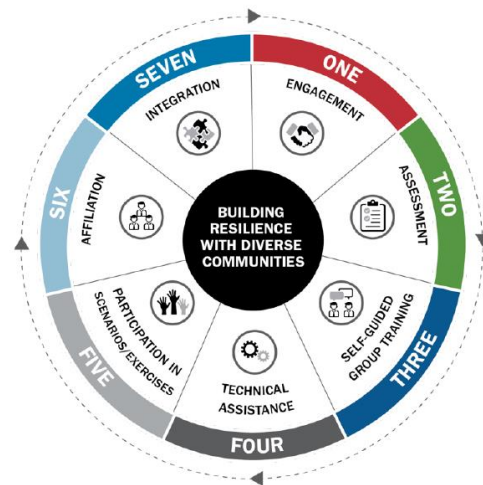 BUILDING
RESILIENCE
WITH DIVERSE
COMMUNITIES
ONE
ENGAGEMENT
TWO
ASSESSMENT
THREE
SELF-GUIDED
GROUP TRAINING
FOUR
TECHNICAL
ASSISTANCE
FIVE
PARTICIPATION IN
SCENARIOS/EXERCISES
SIX
AFFILIATION
SEVEN
INTEGRATION